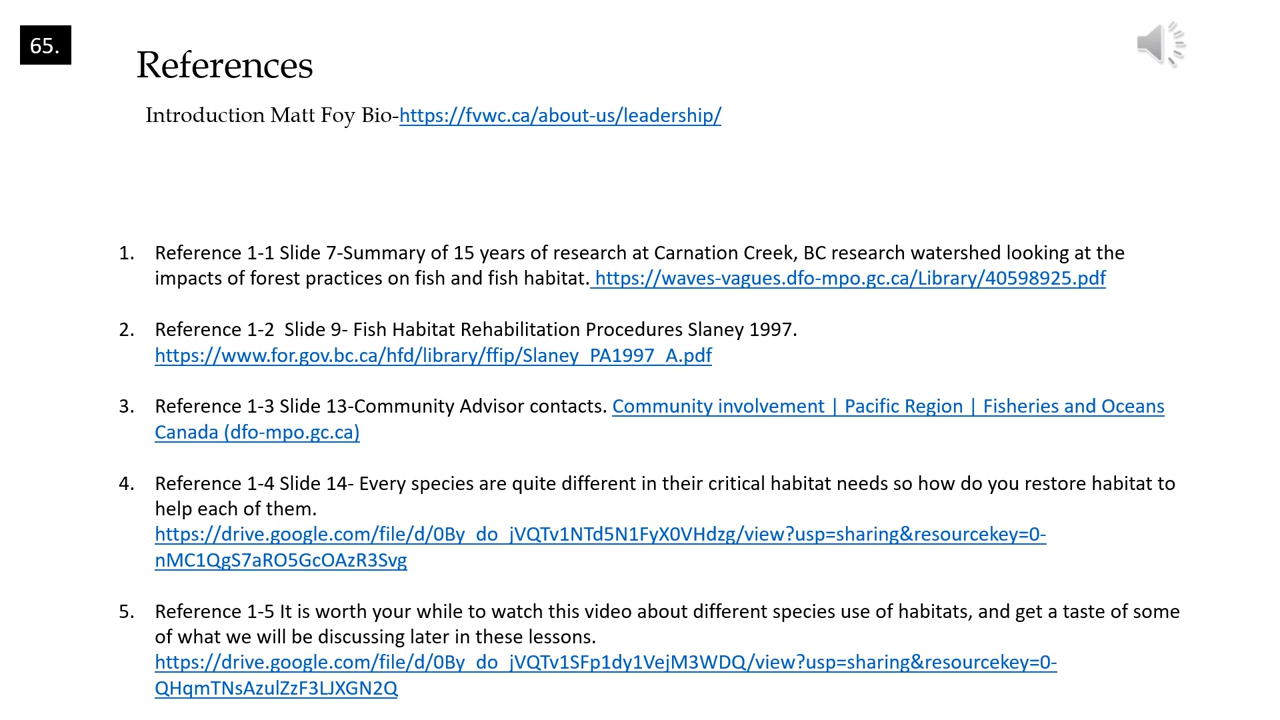 65.
References
Introduction Matt Foy Bio-https://fvwc.ca/about-us/leadership/
1. Reference 1-1 Slide 7-Summary of 15 years of research at Carnation Creek, BC research watershed looking at the
impacts of forest practices on fish and fish habitat. https://waves-vagues.dfo-mpo.gc.ca/Library/40598925.pdf
2. Reference 1-2  Slide 9- Fish Habitat Rehabilitation Procedures Slaney 1997.
https://www.for.gov.bc.ca/hfd/library/ffip/Slaney_PA1997_A.pdf
3. Reference 1-3 Slide 13-Community Advisor contacts. Community involvement | Pacific Region | Fisheries and Oceans
Canada (dfo-mpo.gc.ca)
4. Reference 1-4 Slide 14- Every species are quite different in their critical habitat needs so how do you restore habitat to
help each of them.
https://drive.google.com/file/d/0By_do_jVQTv1NTd5N1FyX0VHdzg/view?usp=sharing&resourcekey=0-
nMC1QgS7aRO5GcOAzR3Svg
5. Reference 1-5 It is worth your while to watch this video about different species use of habitats, and get a taste of some
of what we will be discussing later in these lessons.
https://drive.google.com/file/d/0By_do_jVQTv1SFp1dy1VejM3WDQ/view?usp=sharing&resourcekey=0-
QHqmTNsAzulZzF3LJXGN2Q